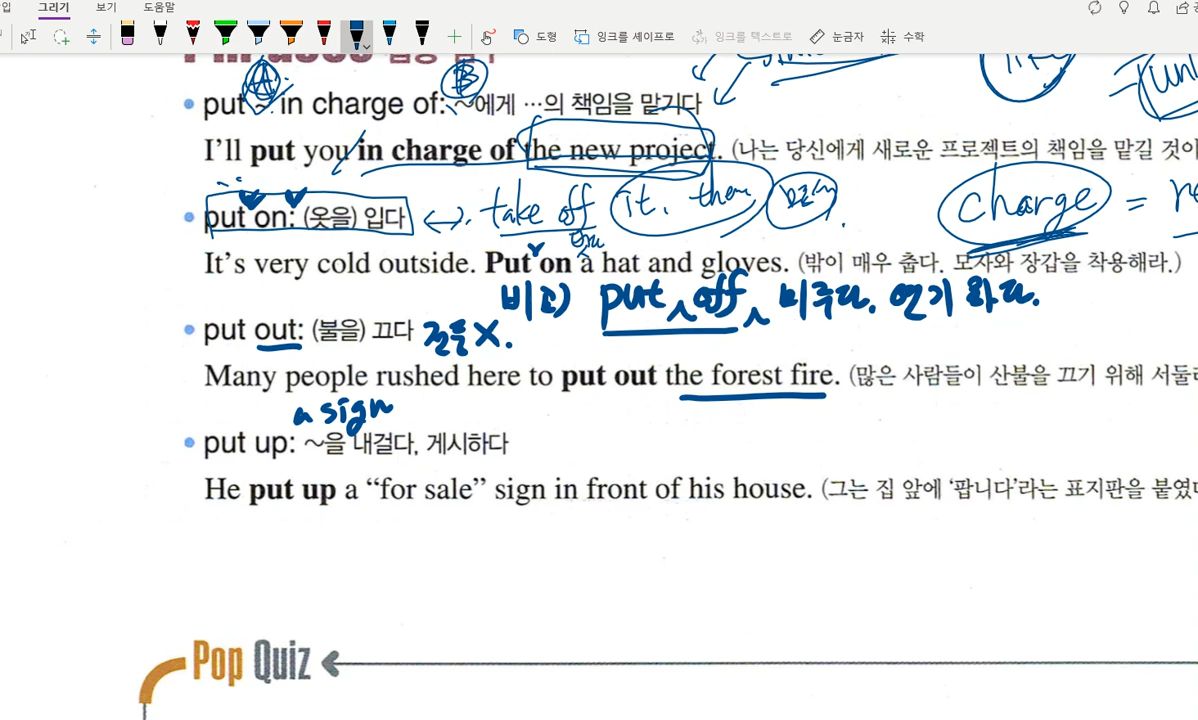 입 그리기 보기 도움말
도형 잉크를 셰이프로 잉크를 텍스트로 눈금자 수학
A B
put ~ in charge of: ~에게 …의 책임을 맡기다
I'll put you in charge of the new project. (나는 당신에게 새로운 프로젝트의 책임을 맡길 것이
put on: (옷을) 입다 ↔ take off it, them charge =
It's very cold outside. Put on a hat and gloves. (밖이 매우 춥다. 모자와 장갑을 착용해라.)
비교) put off 미루다. 연기하다.
put out: (불을) 끄다 전등X.
Many people rushed here to put out the forest fire. (많은 사람들이 산불을 끄기 위해 서둘러
a sign
put up: ~을 내걸다, 게시하다
He put up a “for sale” sign in front of his house. (그는 집 앞에 ‘팝니다’라는 표지판을 붙였
Pop Quiz